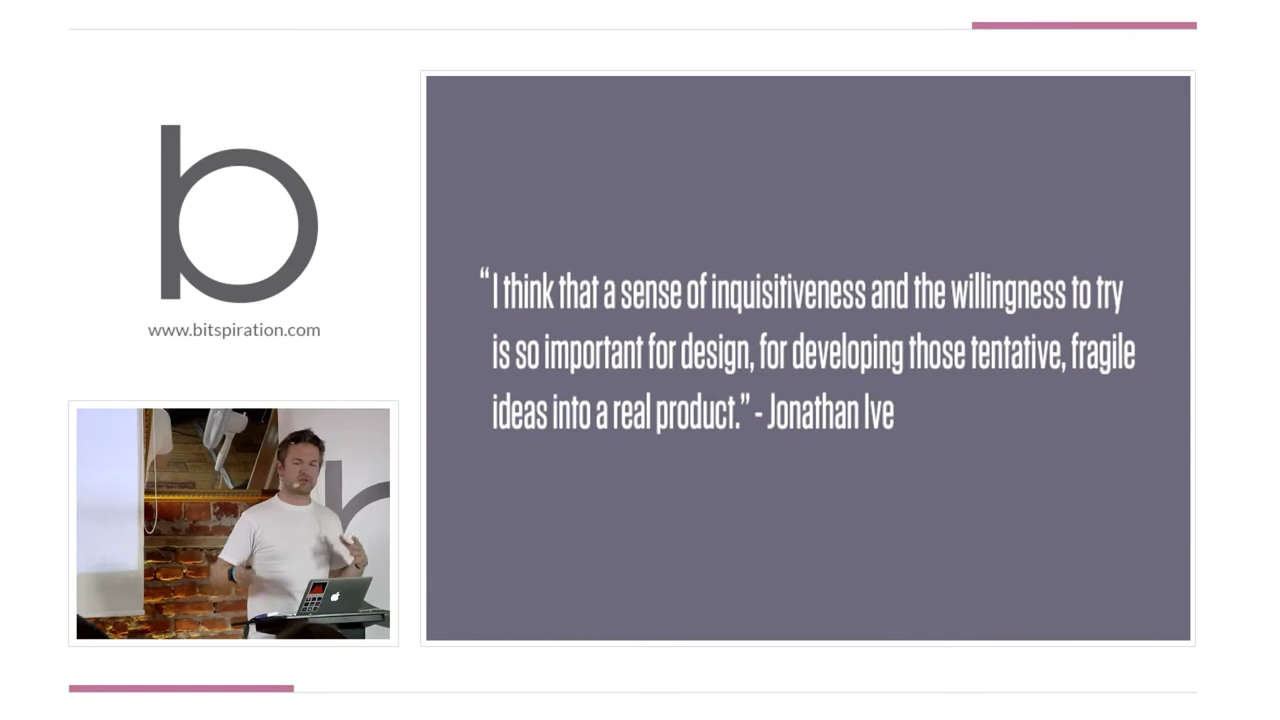 b
www.bitspiration.com
“I think that a sense of inquisitiveness and the willingness to try
is so important for design, for developing those tentative, fragile
ideas into a real product.” - Jonathan Ive